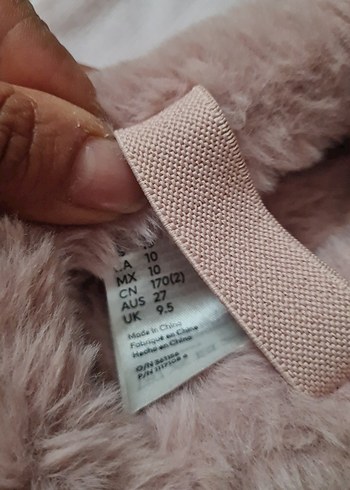 10
MX 10
CN 170(2)
AUS 27
UK 9.5
Made in China
Fabriqué en Chine
Hecho en China